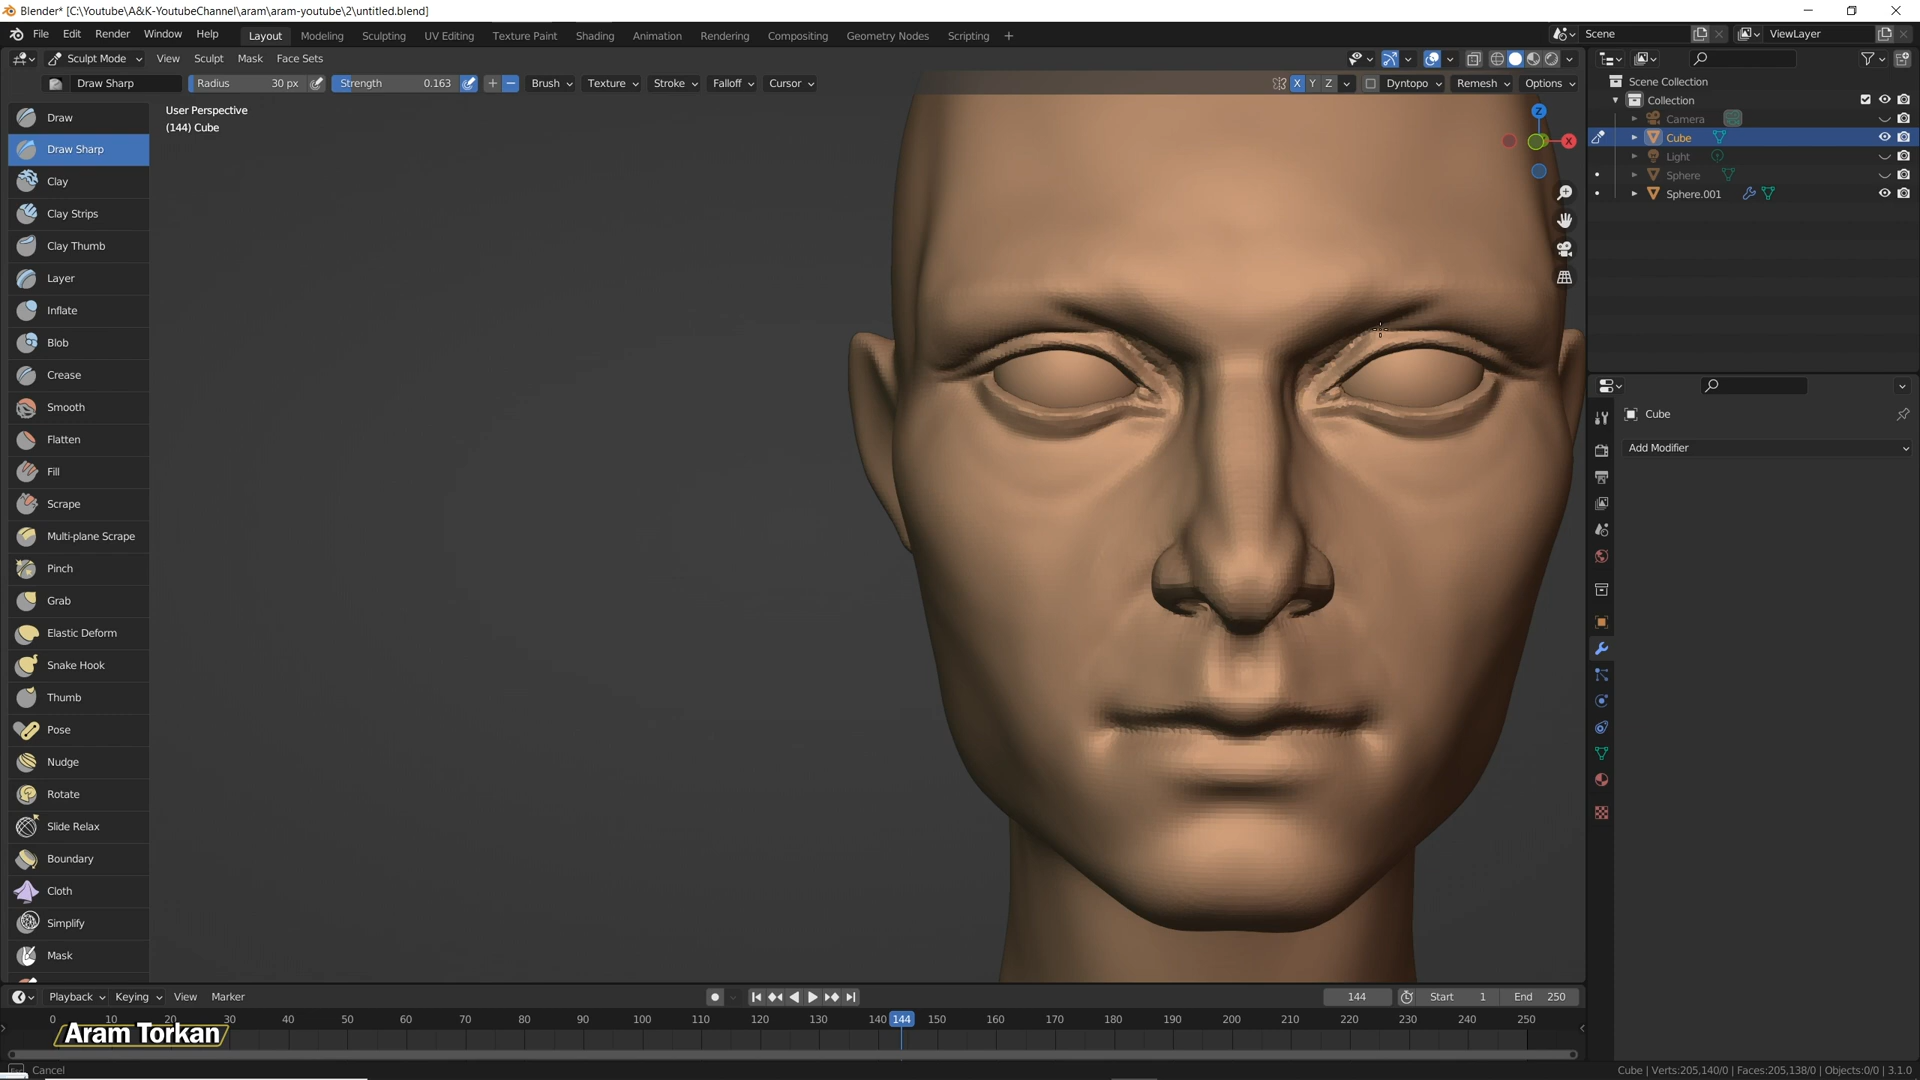 Blender* [C:\Youtube\A&K-YoutubeChannel\aram\aram-youtube\2\untitled.blend]
File Edit Render Window Help Layout Modeling Sculpting UV Editing Texture Paint Shading Animation Rendering Compositing Geometry Nodes Scripting + Scene ViewLayer
Sculpt Mode View Sculpt Mask Face Sets
Draw Sharp Radius 30 px Strength 0.163 Brush Texture Stroke Falloff Cursor X Y Z Dyntopo Remesh Options
User Perspective
(144) Cube
Z
X
Draw
Draw Sharp
Clay
Clay Strips
Clay Thumb
Layer
Inflate
Blob
Crease
Smooth
Flatten
Fill
Scrape
Multi-plane Scrape
Pinch
Grab
Elastic Deform
Snake Hook
Thumb
Pose
Nudge
Rotate
Slide Relax
Boundary
Cloth
Simplify
Mask
Scene Collection
Collection
Camera
Cube
Light
Sphere
Sphere.001
Cube
Add Modifier
Playback Keying View Marker 144 Start 1 End 250
0 10 20 30 40 50 60 70 80 90 100 110 120 130 140 144 150 160 170 180 190 200 210 220 230 240 250
Aram Torkan
Esc Cancel
Cube | Verts:205,140/0 | Faces:205,138/0 | Objects:0/0 | 3.1.0